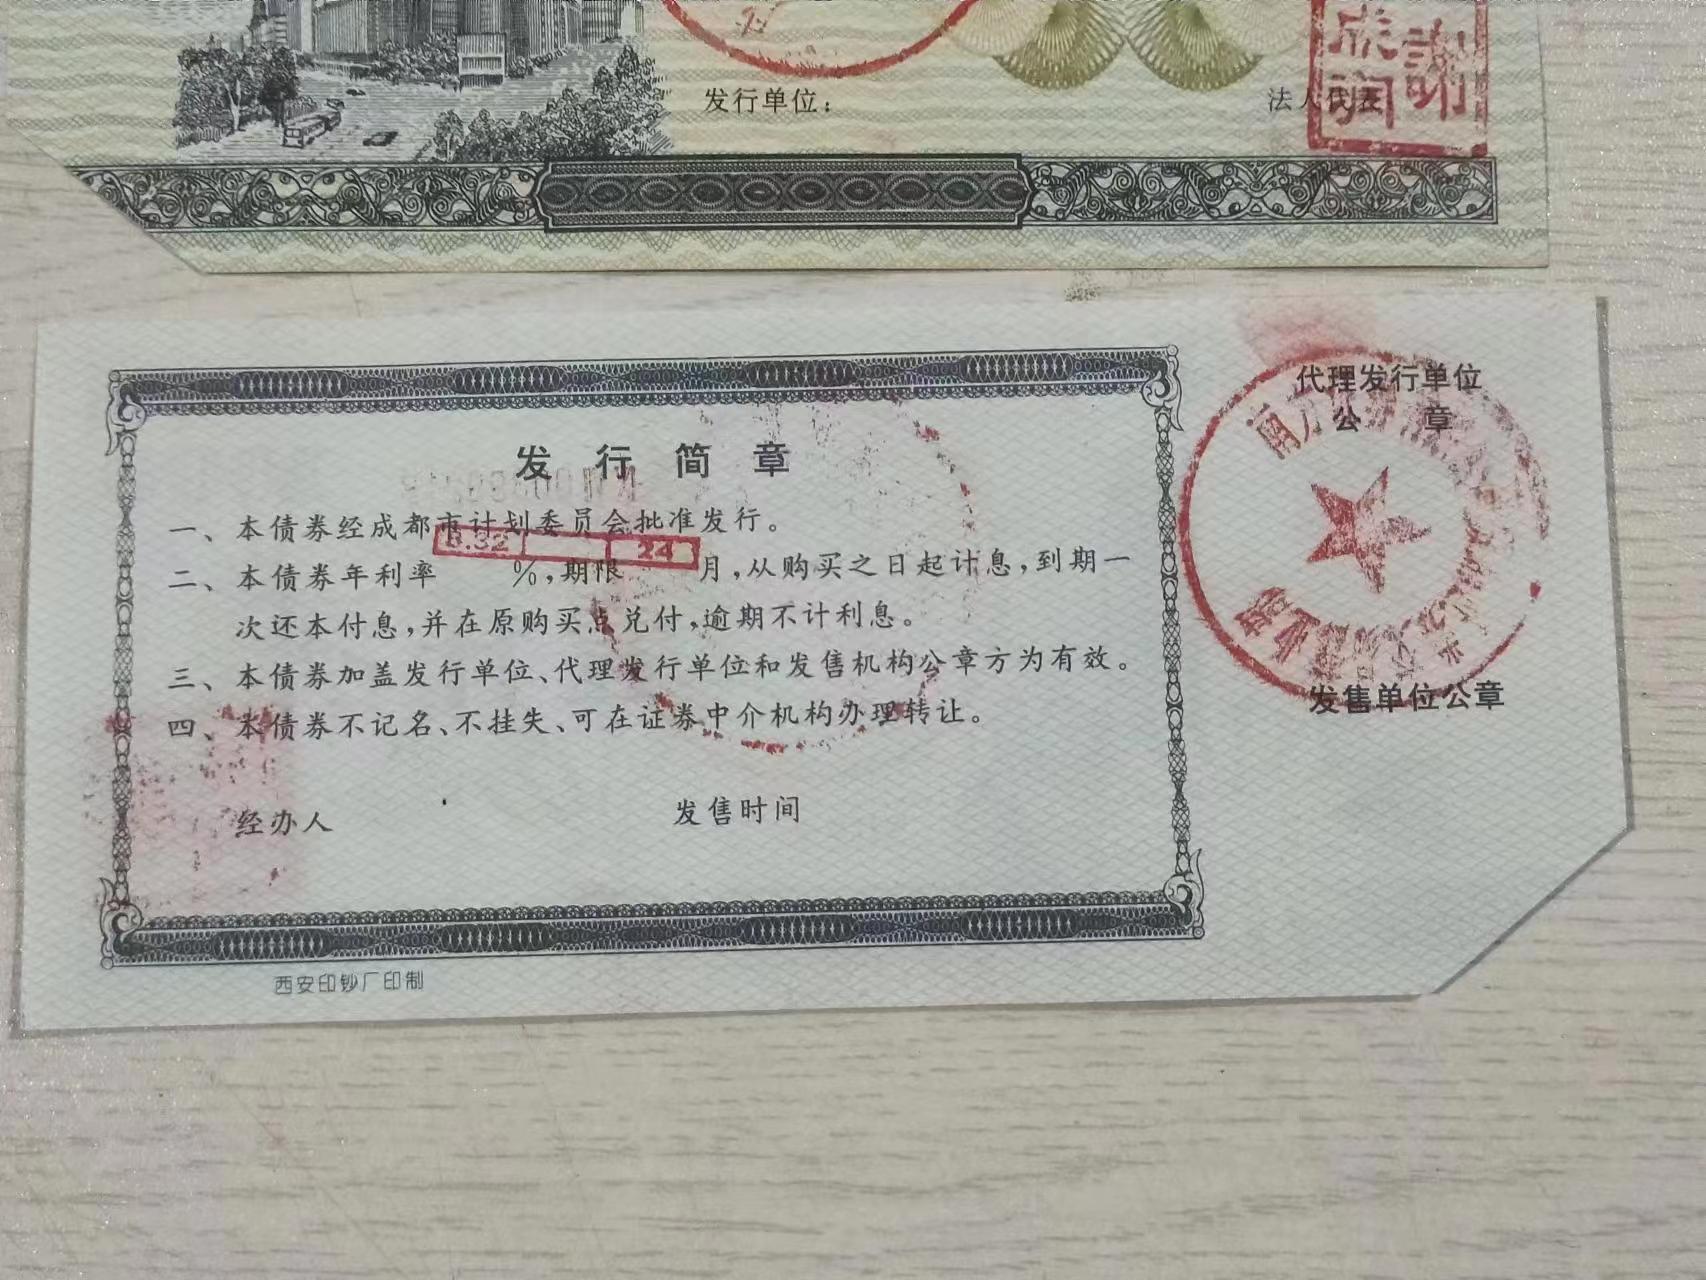 发行单位：
法人代表
谢
发行简章
一、本债券经成都市计划委员会批准发行。
24
二、本债券年利率 %，期限 月，从购买之日起计息，到期一
次还本付息，并在原购买点兑付，逾期不计利息。
三、本债券加盖发行单位、代理发行单位和发售机构公章方为有效。
四、本债券不记名、不挂失、可在证券中介机构办理转让。
经办人
发售时间
西安印钞厂印制
代理发行单位
公章
发售单位公章